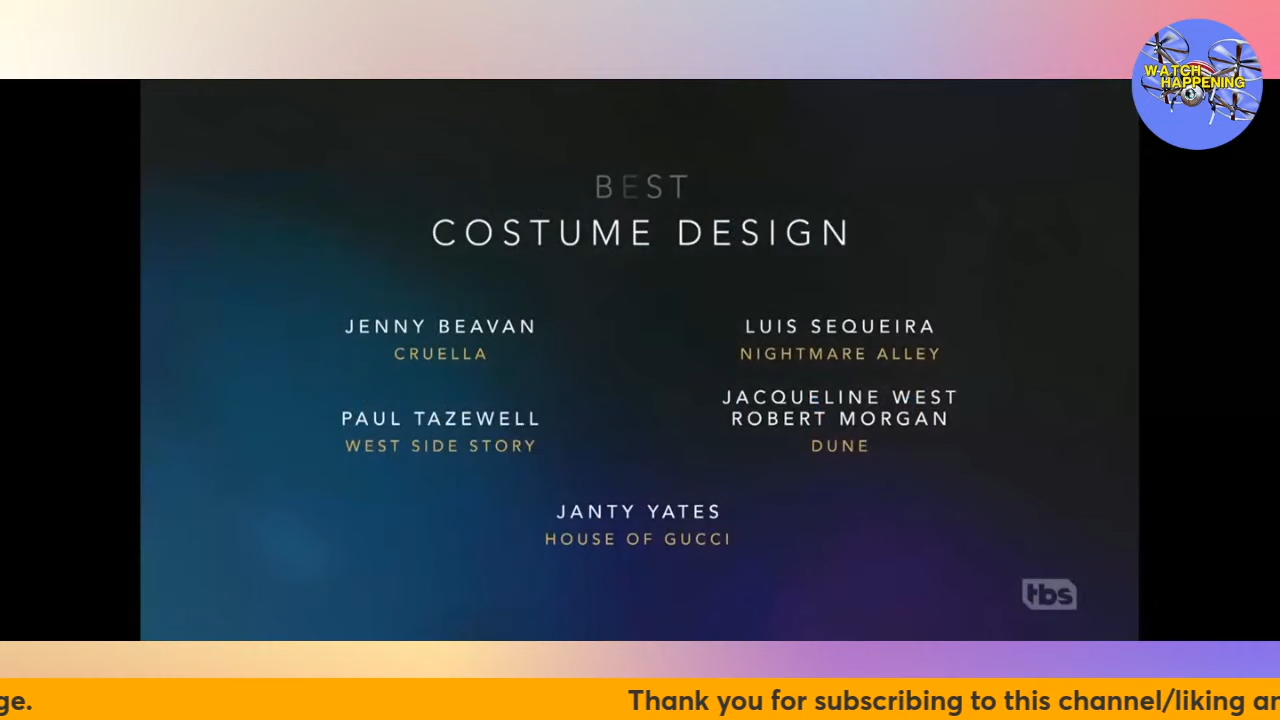 WATCH
HAPPENING
BEST
COSTUME DESIGN
JENNY BEAVAN
CRUELLA
LUIS SEQUEIRA
NIGHTMARE ALLEY
PAUL TAZEWELL
WEST SIDE STORY
JACQUELINE WEST
ROBERT MORGAN
DUNE
JANTY YATES
HOUSE OF GUCCI
tbs
ge.
Thank you for subscribing to this channel/liking an